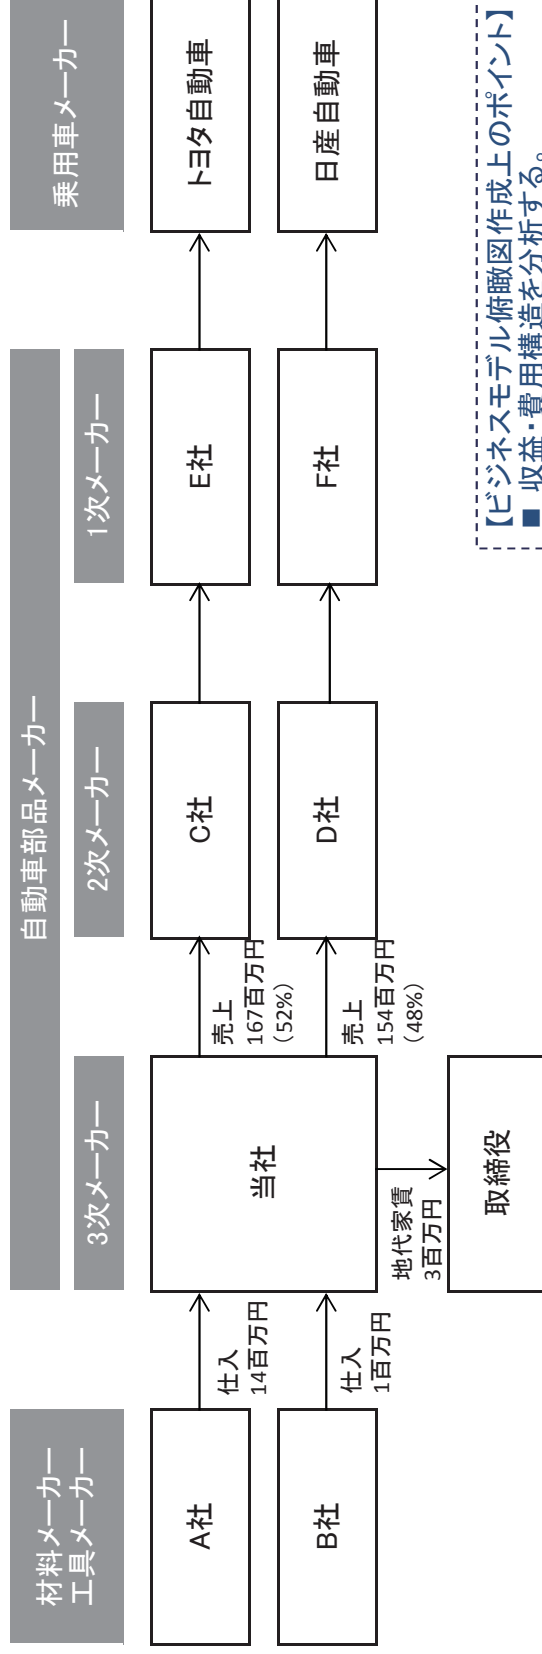 材料メーカー
工具メーカー
自動車部品メーカー
3次メーカー
2次メーカー
1次メーカー
乗用車メーカー
A社
B社
仕入
14百万円
仕入
1百万円
当社
地代家賃
3百万円
取締役
売上
167百万円
(52%)
売上
154百万円
(48%)
C社
D社
E社
F社
トヨタ自動車
日産自動車
【ビジネスモデル俯瞰図作成上のポイント】
■ 収益・費用構造を分析する。